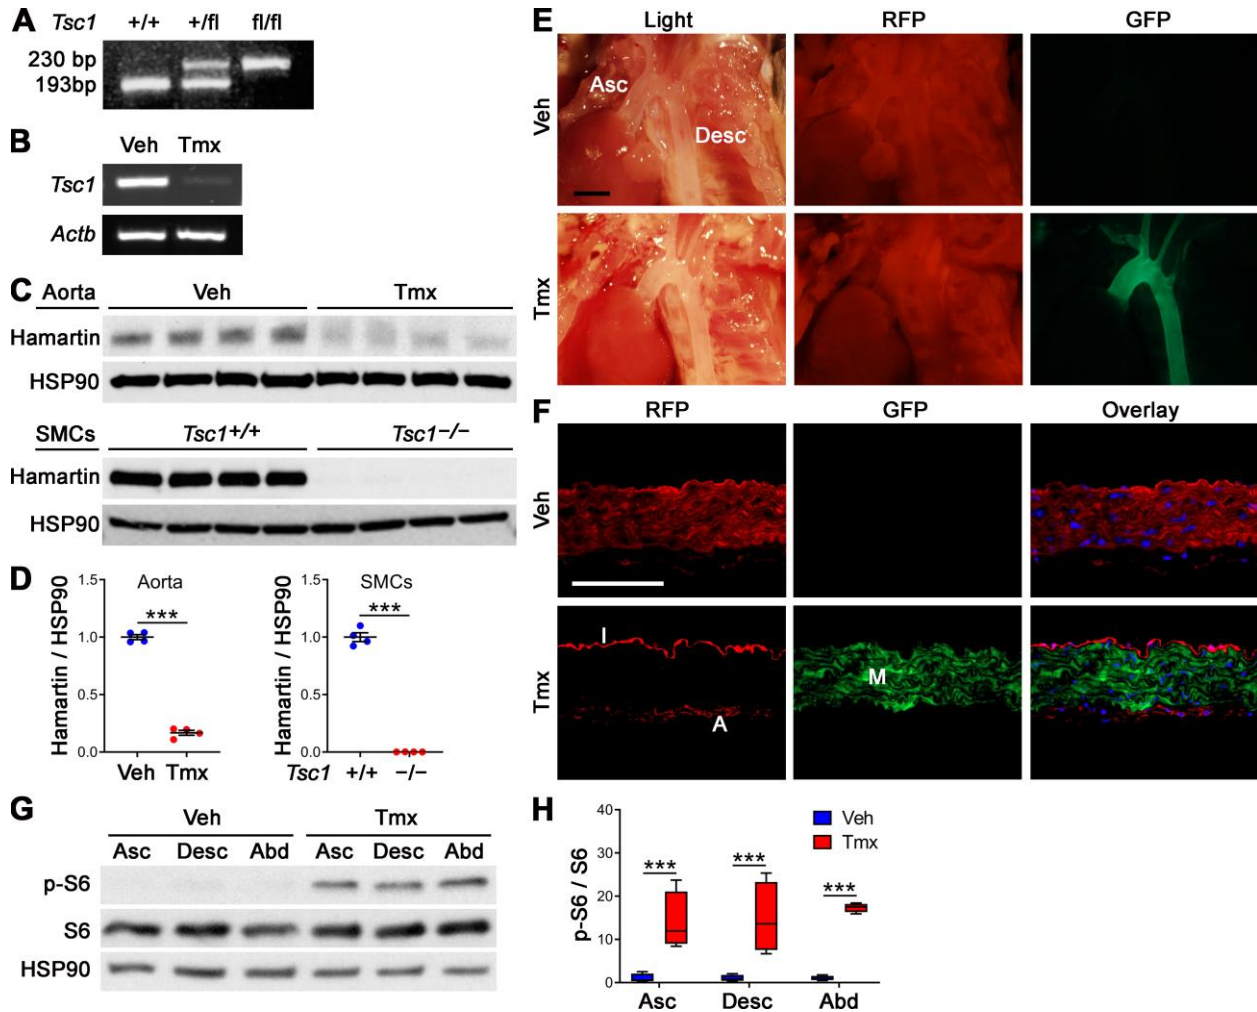 A
Tsc1 +/+ +/fl fl/fl
230 bp
193bp
B
Veh Tmx
Tsc1
Actb
C
Aorta Veh Tmx
Hamartin
HSP90
SMCs Tsc1+/+ Tsc1−/−
Hamartin
HSP90
D
Hamartin / HSP90
1.5
1.0
0.5
0.0
Aorta
***
Veh Tmx
Hamartin / HSP90
1.5
1.0
0.5
0.0
SMCs
***
Tsc1 +/+ −/−
E
Light RFP GFP
Veh
Asc
Desc
Tmx
F
RFP GFP Overlay
Veh
Tmx
I
M
A
G
Veh Tmx
Asc Desc Abd Asc Desc Abd
p-S6
S6
HSP90
H
p-S6 / S6
40
30
20
10
0
Veh
Tmx
*** *** ***
Asc Desc Abd